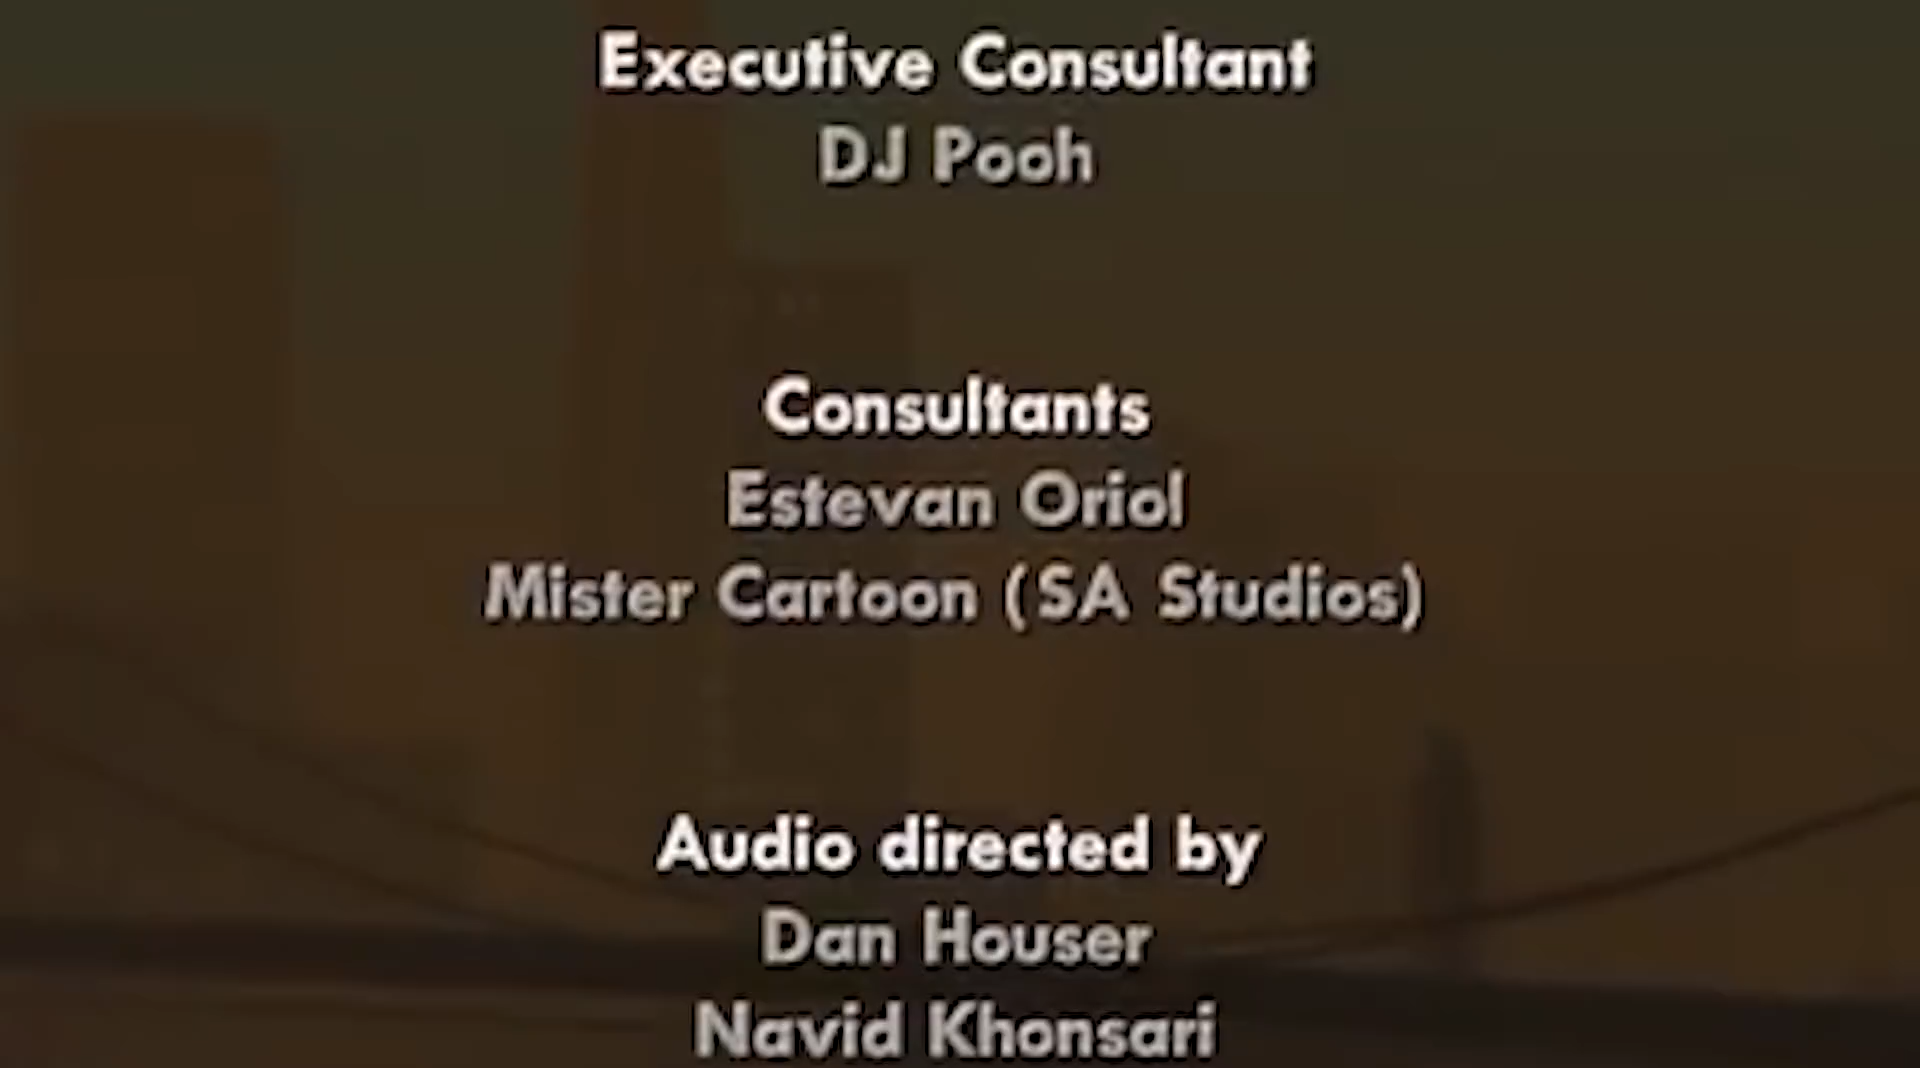 Executive Consultant
DJ Pooh
Consultants
Estevan Oriol
Mister Cartoon (SA Studios)
Audio directed by
Dan Houser
Navid Khonsari